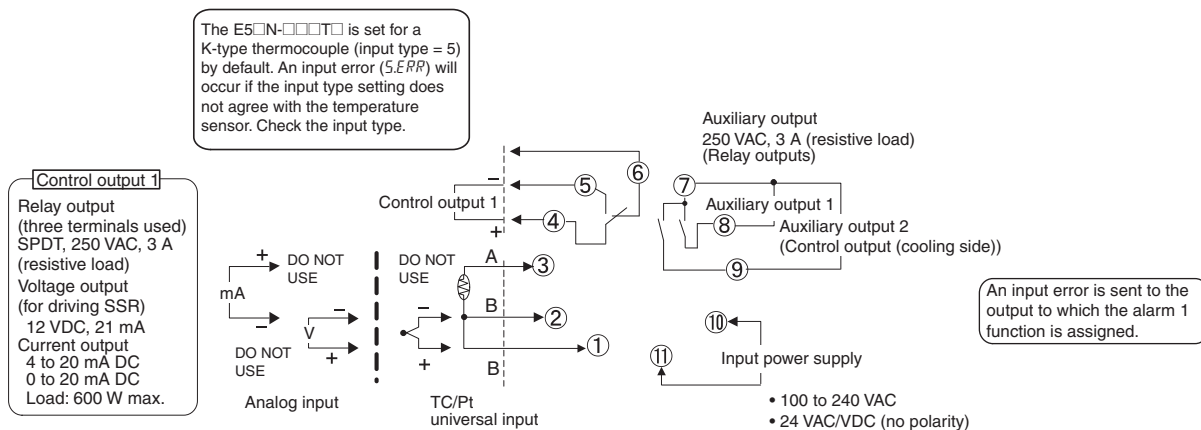 The E5□N-□□□T□ is set for a
K-type thermocouple (input type = 5)
by default. An input error (S.ERR) will
occur if the input type setting does
not agree with the temperature
sensor. Check the input type.
Auxiliary output
250 VAC, 3 A (resistive load)
(Relay outputs)
Control output 1
Relay output
(three terminals used)
SPDT, 250 VAC, 3 A
(resistive load)
Voltage output
(for driving SSR)
12 VDC, 21 mA
Current output
4 to 20 mA DC
0 to 20 mA DC
Load: 600 W max.
+
mA
−
DO NOT
USE
−
V
+
DO NOT
USE
Analog input
DO NOT
USE
−
+
TC/Pt
universal input
A
B
B
−
Control output 1
+
⑥
⑤
④
③
②
①
⑦
Auxiliary output 1
⑧
Auxiliary output 2
(Control output (cooling side))
⑨
⑩
⑪
Input power supply
• 100 to 240 VAC
• 24 VAC/VDC (no polarity)
An input error is sent to the
output to which the alarm 1
function is assigned.